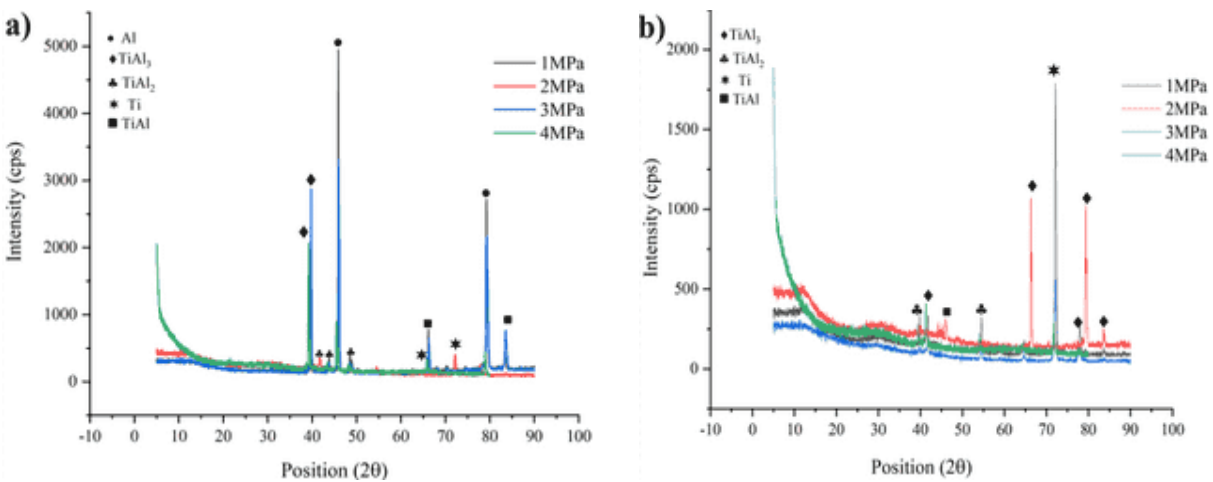 a)
Al
TiAl3
TiAl2
Ti
TiAl
1MPa
2MPa
3MPa
4MPa
5000
4000
3000
2000
1000
0
Intensity (cps)
-10 0 10 20 30 40 50 60 70 80 90 100
Position (2θ)
b)
TiAl3
TiAl2
Ti
TiAl
1MPa
2MPa
3MPa
4MPa
2000
1500
1000
500
0
Intensity (cps)
-10 0 10 20 30 40 50 60 70 80 90 100
Position (2θ)